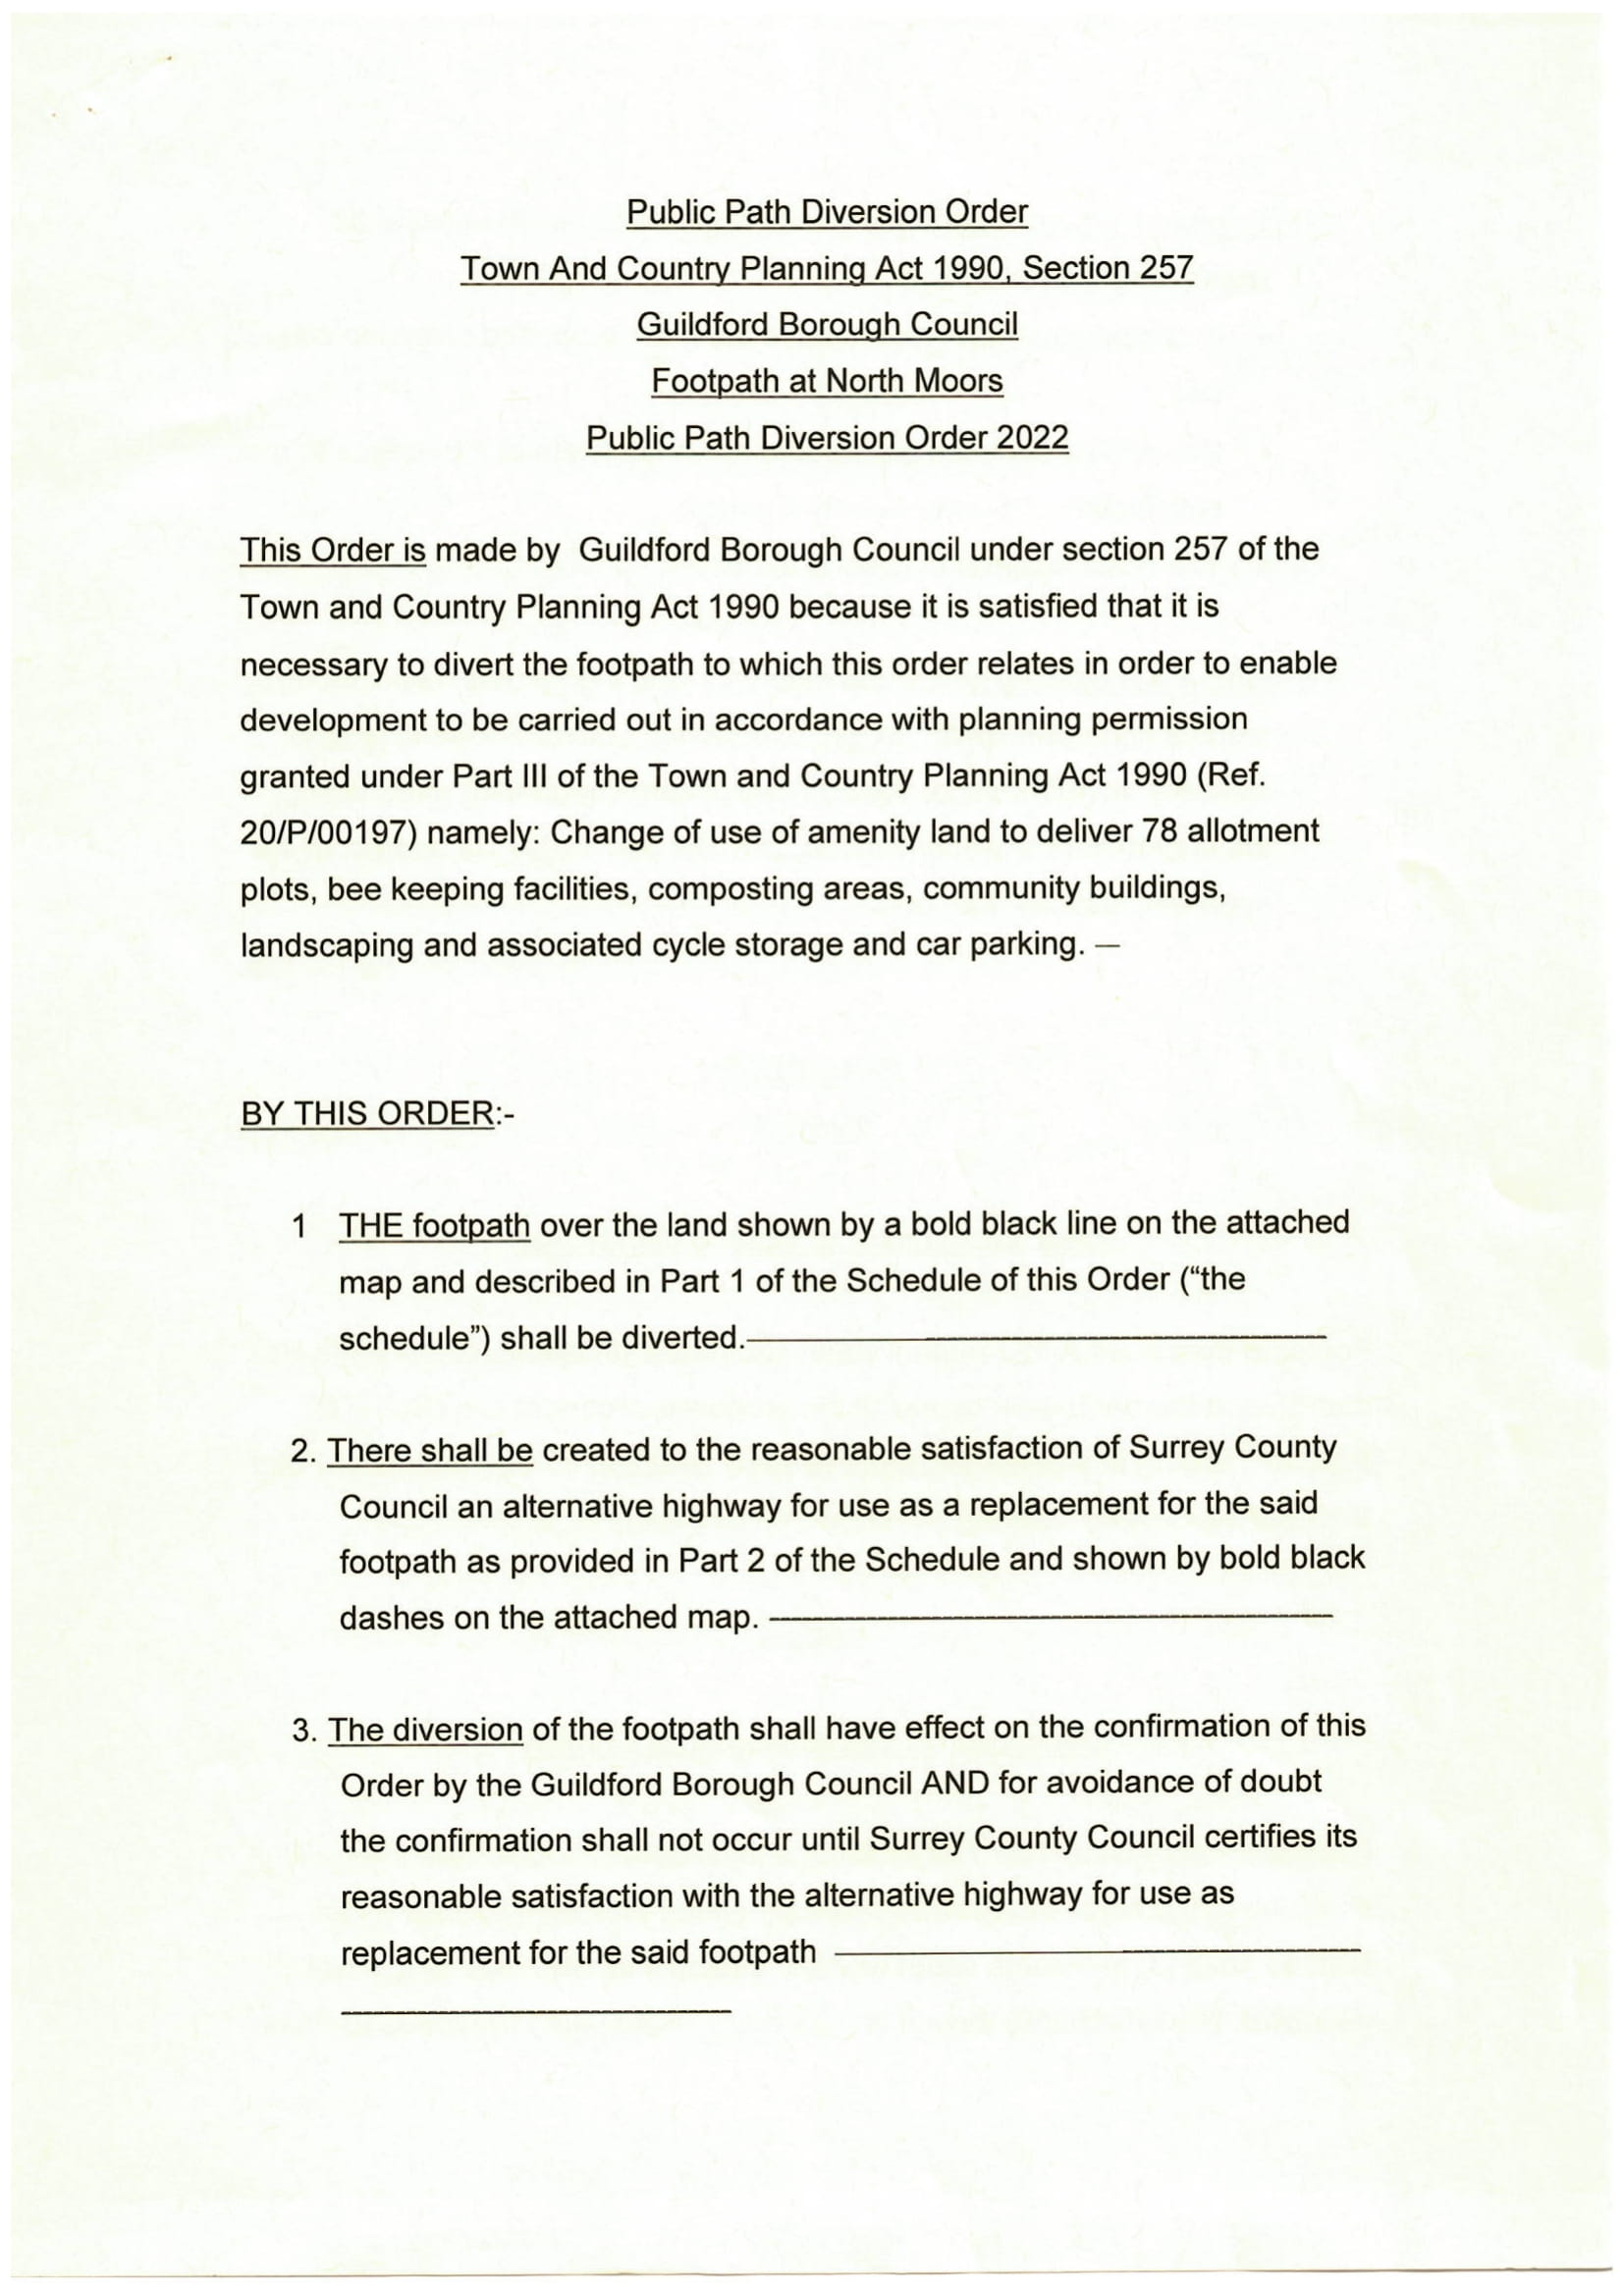 Public Path Diversion Order
Town And Country Planning Act 1990, Section 257
Guildford Borough Council
Footpath at North Moors
Public Path Diversion Order 2022
This Order is made by  Guildford Borough Council under section 257 of the
Town and Country Planning Act 1990 because it is satisfied that it is
necessary to divert the footpath to which this order relates in order to enable
development to be carried out in accordance with planning permission
granted under Part III of the Town and Country Planning Act 1990 (Ref.
20/P/00197) namely: Change of use of amenity land to deliver 78 allotment
plots, bee keeping facilities, composting areas, community buildings,
landscaping and associated cycle storage and car parking. —
BY THIS ORDER:-
1 THE footpath over the land shown by a bold black line on the attached
map and described in Part 1 of the Schedule of this Order (“the
schedule”) shall be diverted.
2. There shall be created to the reasonable satisfaction of Surrey County
Council an alternative highway for use as a replacement for the said
footpath as provided in Part 2 of the Schedule and shown by bold black
dashes on the attached map.
3. The diversion of the footpath shall have effect on the confirmation of this
Order by the Guildford Borough Council AND for avoidance of doubt
the confirmation shall not occur until Surrey County Council certifies its
reasonable satisfaction with the alternative highway for use as
replacement for the said footpath